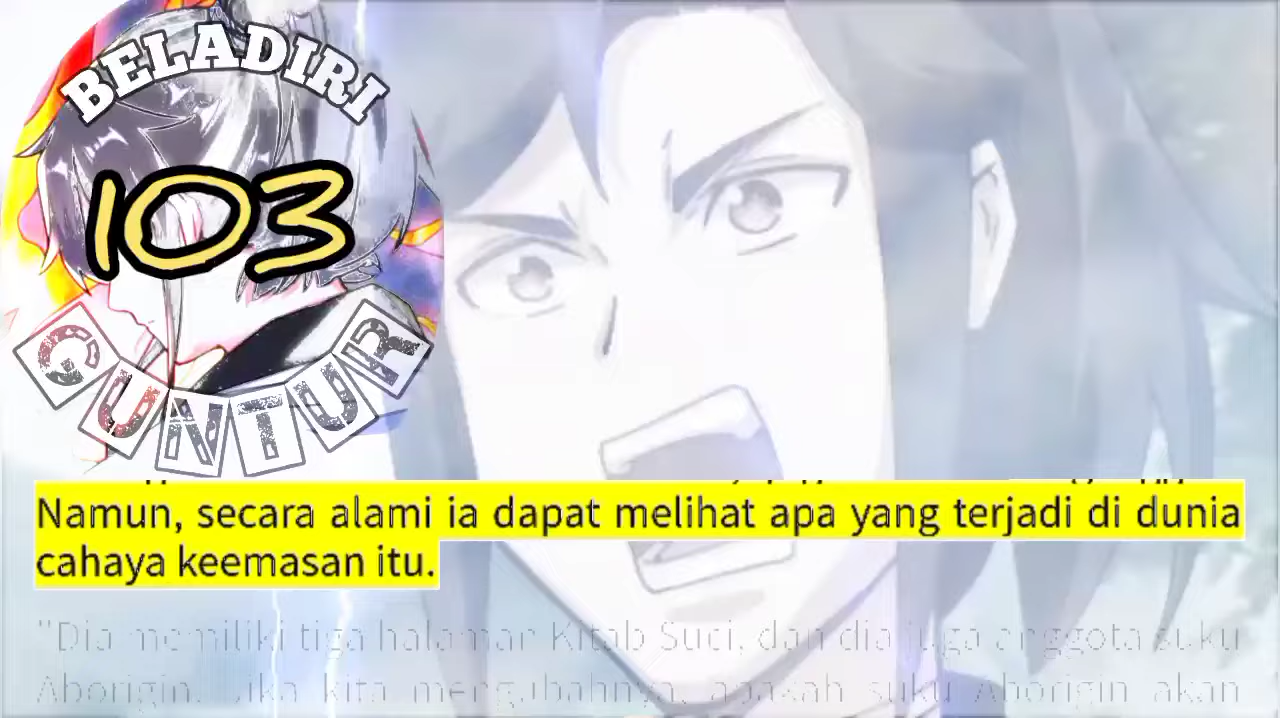 BELADIRI
103
GUNTUR
Namun, secara alami ia dapat melihat apa yang terjadi di dunia
cahaya keemasan itu.
"Dia memiliki tiga halaman Kitab Suci, dan dia juga anggota suku
Aborigin. Jika kita mengubahnya, apakah suku Aborigin akan